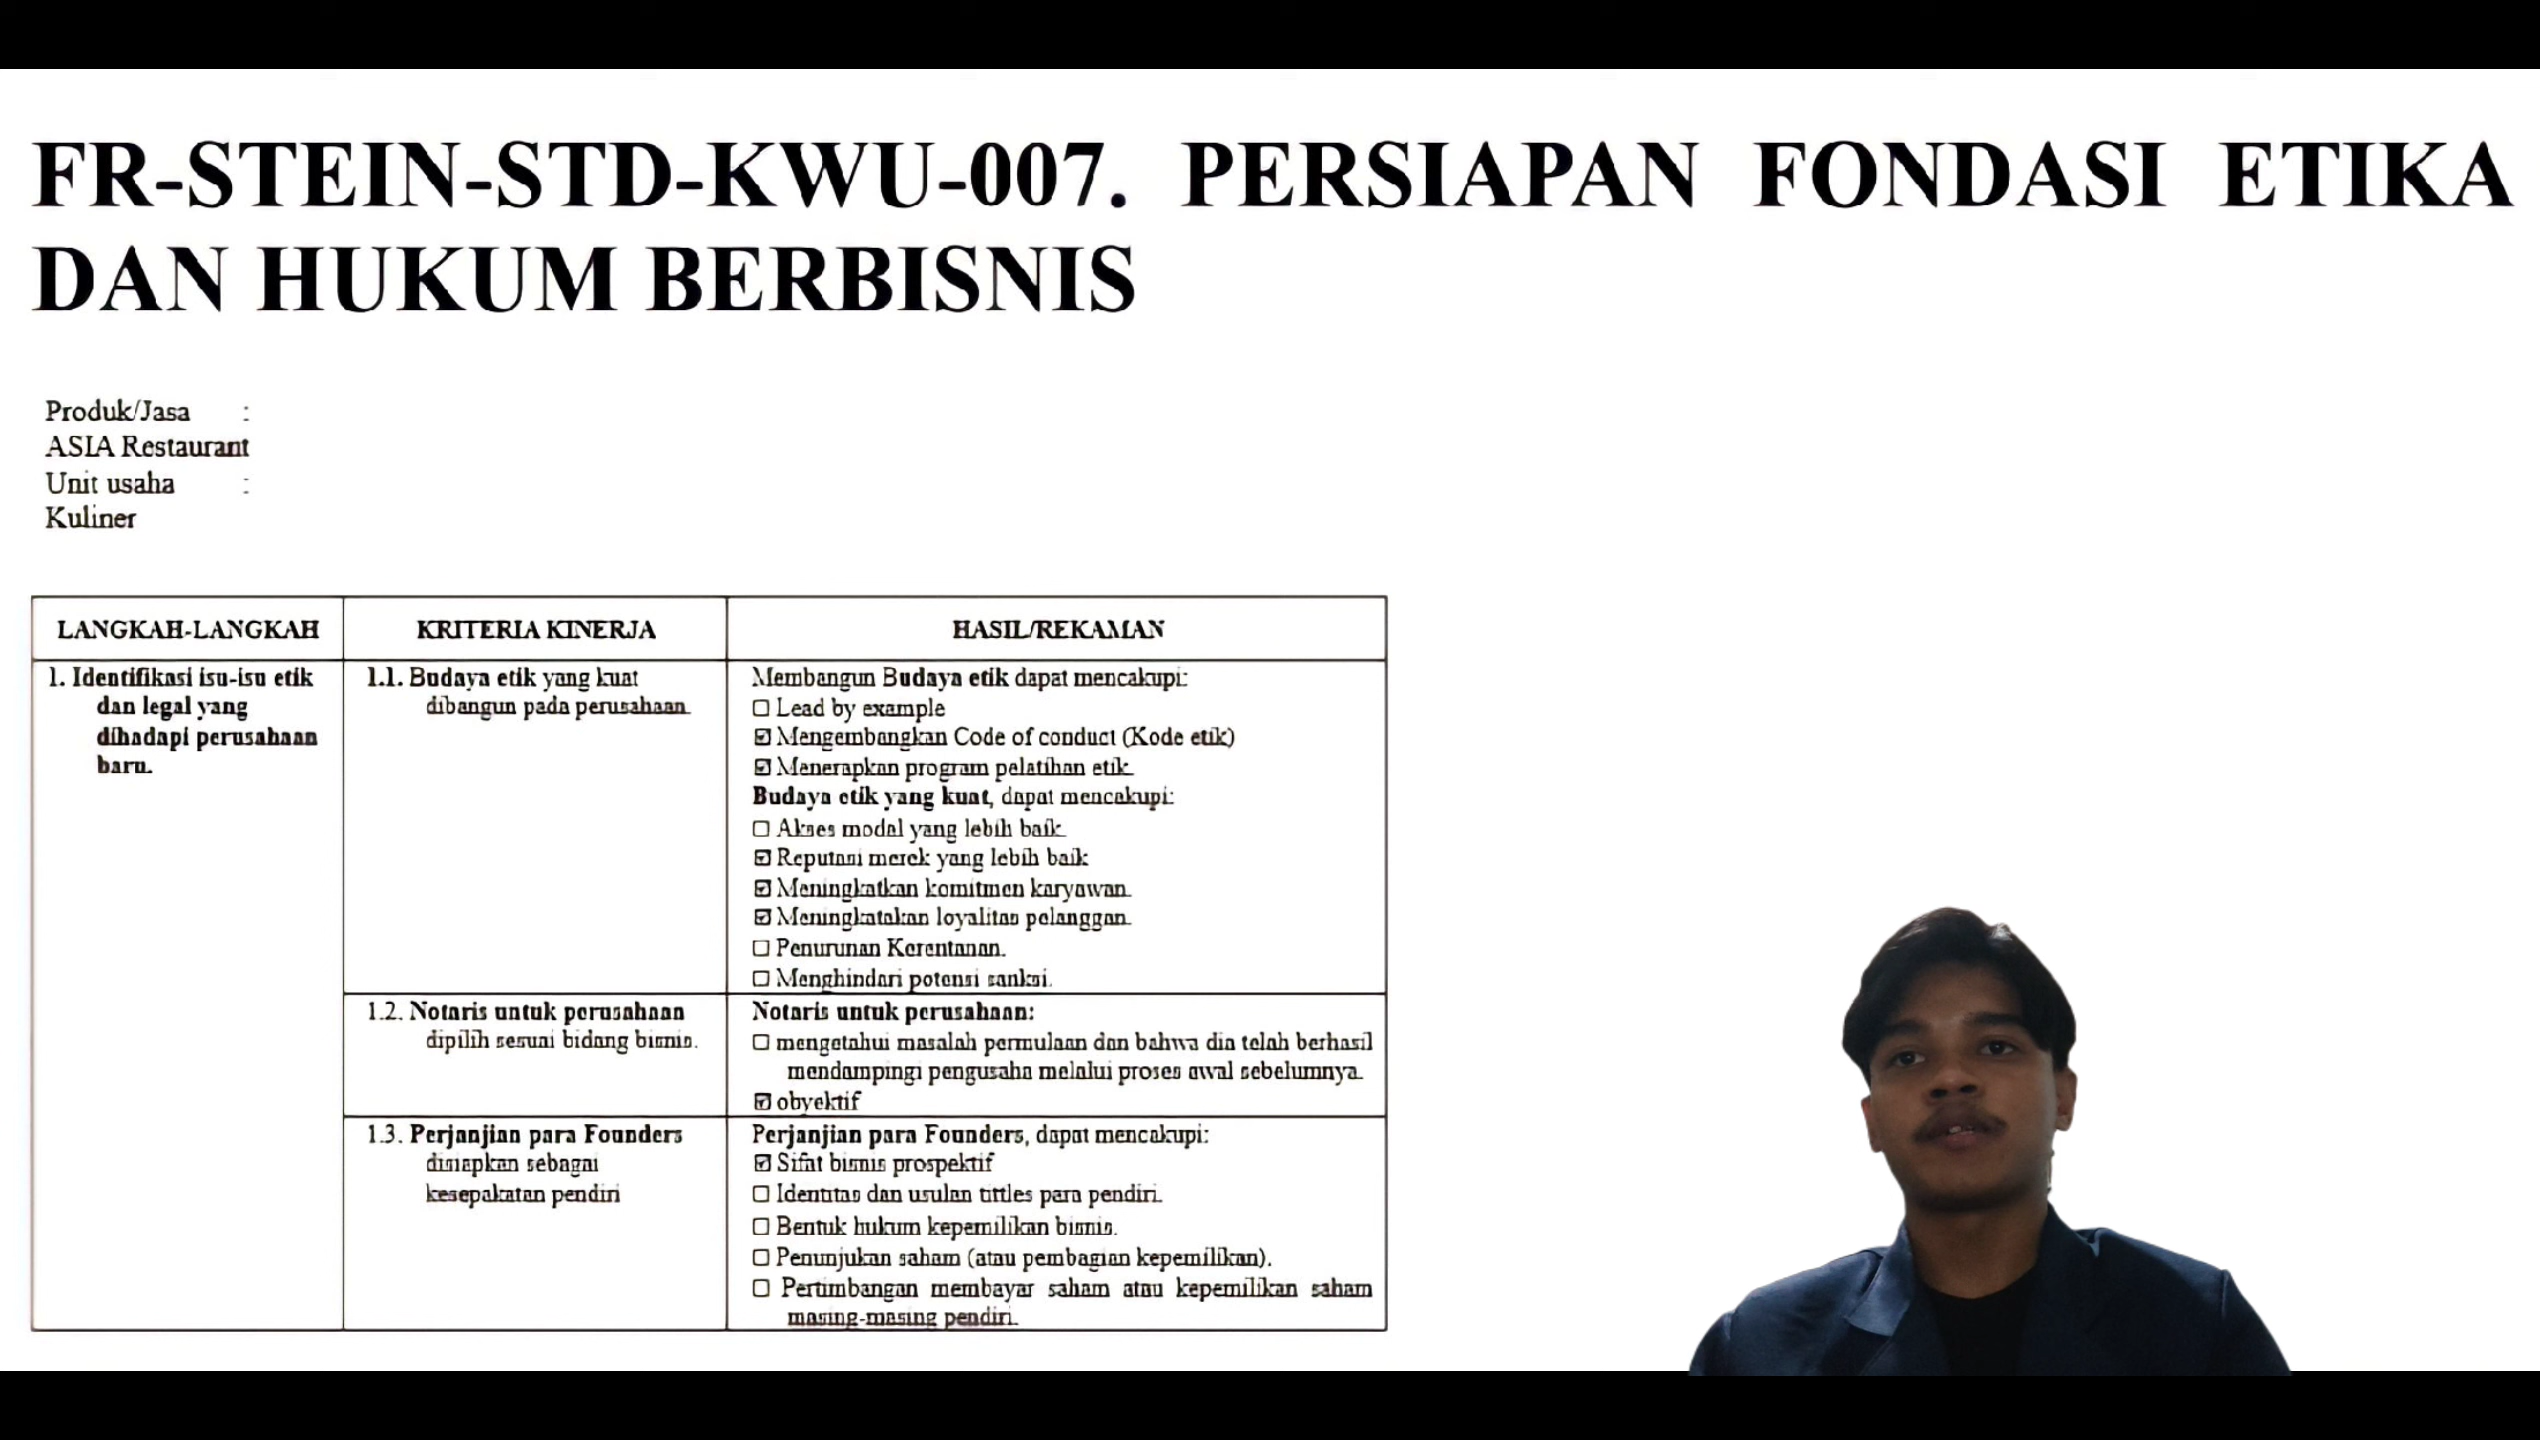 FR-STEIN-STD-KWU-007. PERSIAPAN FONDASI ETIKA
DAN HUKUM BERBISNIS
Produk/Jasa :
ASIA Restaurant
Unit usaha :
Kuliner
LANGKAH-LANGKAH
KRITERIA KINERJA
HASIL/REKAMAN
1. Identifikasi isu-isu etik
dan legal yang
dihadapi perusahaan
baru.
1.1. Budaya etik yang kuat
dibangun pada perusahaan.
Membangun Budaya etik dapat mencakupi:
☐ Lead by example
☑ Mengembangkan Code of conduct (Kode etik)
☑ Menerapkan program pelatihan etik.
Budaya etik yang kuat, dapat mencakupi:
☐ Akses modal yang lebih baik.
☑ Reputasi merek yang lebih baik
☑ Meningkatkan komitmen karyawan.
☑ Meningkatakan loyalitas pelanggan.
☐ Penurunan Kerentanan.
☐ Menghindari potensi sanksi.
1.2. Notaris untuk perusahaan
dipilih sesuai bidang bisnis.
Notaris untuk perusahaan:
☐ mengetahui masalah permulaan dan bahwa dia telah berhasil
mendampingi pengusaha melalui proses awal sebelumnya.
☑ obyektif
1.3. Perjanjian para Founders
disiapkan sebagai
kesepakatan pendiri
Perjanjian para Founders, dapat mencakupi:
☑ Sifat bisnis prospektif
☐ Identitas dan usulan tittles para pendiri.
☐ Bentuk hukum kepemilikan bisnis.
☐ Penunjukan saham (atau pembagian kepemilikan).
☐ Pertimbangan membayar saham atau kepemilikan saham
masing-masing pendiri.